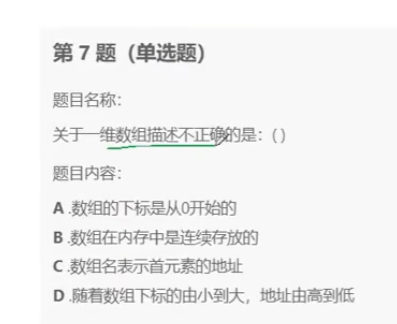 第 7 题（单选题）
题目名称：
关于一维数组描述不正确的是：( )
题目内容：
A .数组的下标是从0开始的
B .数组在内存中是连续存放的
C .数组名表示首元素的地址
D .随着数组下标的由小到大，地址由高到低